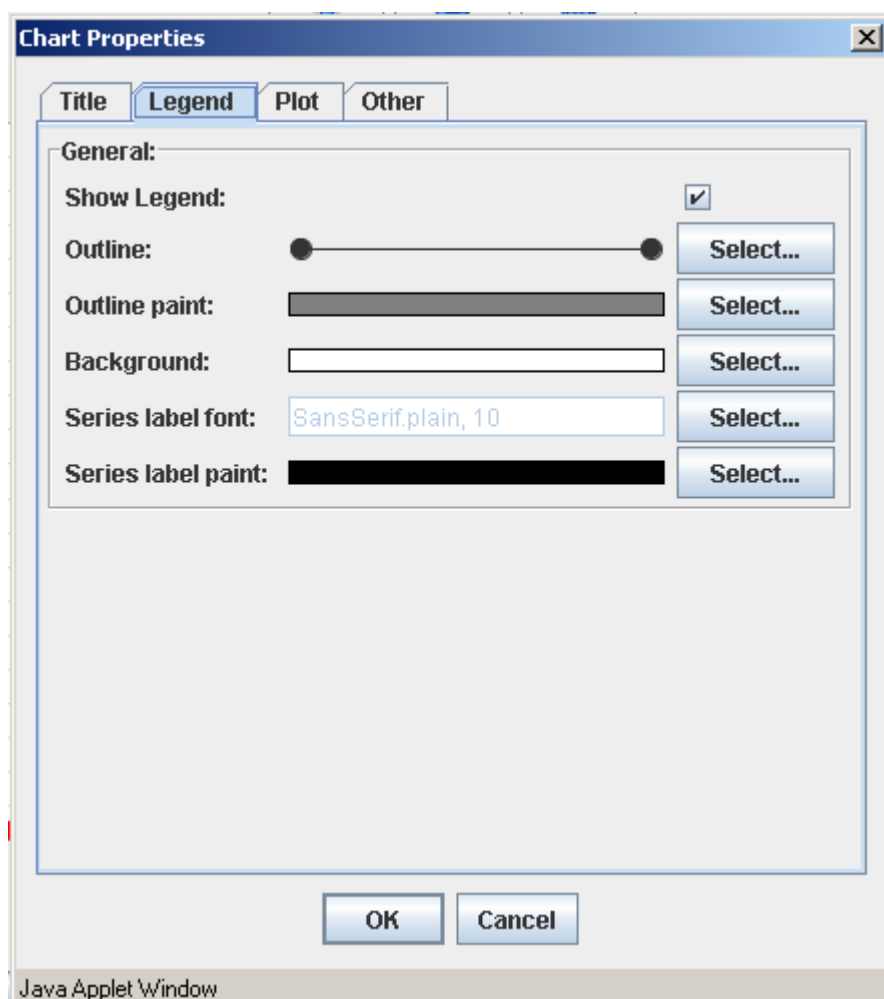 Chart Properties
Title Legend Plot Other
General:
Show Legend:
Outline: Select...
Outline paint: Select...
Background: Select...
Series label font: SansSerif.plain, 10 Select...
Series label paint: Select...
OK Cancel
Java Applet Window